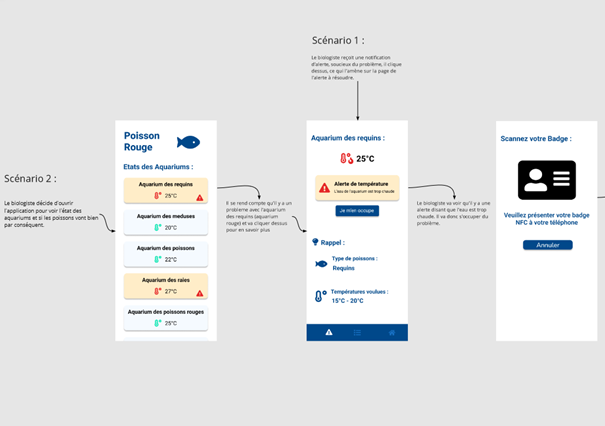 Scénario 1 :
Le biologiste reçoit une notification
d'alerte, soucieux du problème, il clique
dessus, ce qui l'amène sur la page de
l'alerte à résoudre.
Scénario 2 :
Le biologiste décide d'ouvrir
l'application pour voir l'état des
aquariums et si les poissons vont bien
par conséquent.
Poisson
Rouge
Etats des Aquariums :
Aquarium des requins
25°C
Aquarium des meduses
20°C
Aquarium des poissons
22°C
Aquarium des raies
27°C
Aquarium des poissons rouges
25°C
Il se rend compte qu'il y a un
problème avec l'aquarium
des requins (aquarium
rouge) et va cliquer dessus
pour en savoir plus
Aquarium des requins :
25°C
Alerte de température
L'eau de l'aquarium est trop chaude
Je m'en occupe
Rappel :
Type de poissons :
Requins
Températures voulues :
15°C - 20°C
Le biologiste va voir qu'il y a une
alerte disant que l'eau est trop
chaude. Il va donc s'occuper du
problème.
Scannez votre Badge :
Veuillez présenter votre badge
NFC à votre téléphone
Annuler